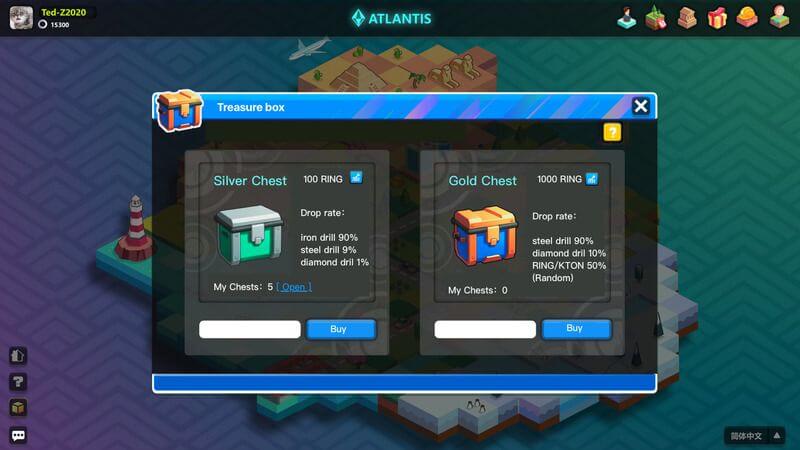 Ted-Z2020
15300
ATLANTIS
Treasure box
?
Silver Chest
100 RING
Drop rate：
iron drill 90%
steel drill 9%
diamond dril 1%
My Chests：5 [ Open ]
Buy
Gold Chest
1000 RING
Drop rate：
steel drill 90%
diamond dril 10%
RING/KTON 50%
(Random)
My Chests：0
Buy
?
简体中文